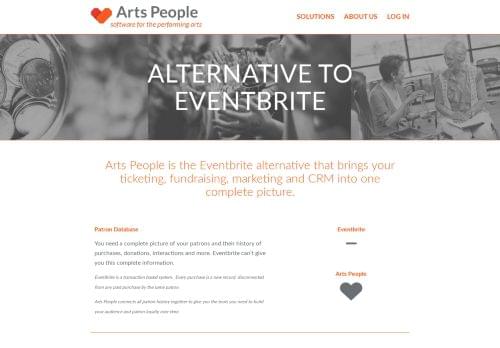 Arts People
software for the performing arts
SOLUTIONS ABOUT US LOG IN
ALTERNATIVE TO
EVENTBRITE
Arts People is the Eventbrite alternative that brings your
ticketing, fundraising, marketing and CRM into one
complete picture.
Patron Database
Eventbrite
You need a complete picture of your patrons and their history of
purchases, donations, interactions and more. Eventbrite can't give
you this complete information.
Eventbrite is a transaction based system. Every purchase is a new record, disconnected
from any past purchase by the same patron.
Arts People
Arts People connects all patron history together to give you the tools you need to build
your audience and patron loyalty over time.